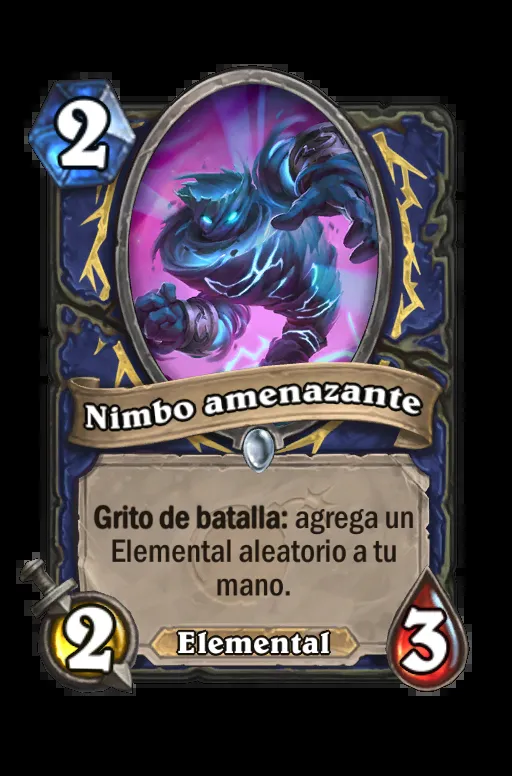 2
Nimbo amenazante
Grito de batalla: agrega un
Elemental aleatorio a tu
mano.
2
Elemental
3